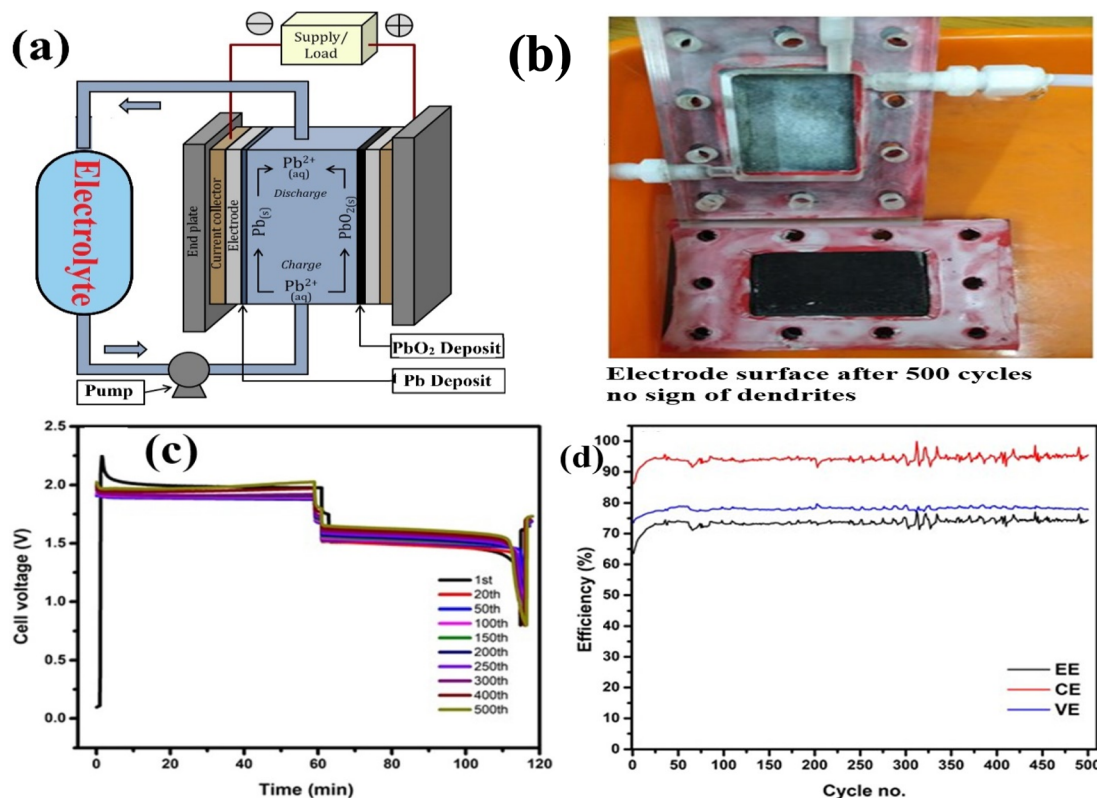 (a)
⊖
⊕
Supply/
Load
Electrolyte
End plate
Current collector
Electrode
Pb(s)
Pb²⁺
(aq)
Discharge
PbO₂(s)
Charge
Pb²⁺
(aq)
PbO₂ Deposit
Pb Deposit
Pump
(b)
Electrode surface after 500 cycles
no sign of dendrites
(c)
Cell voltage (V)
2.5
2.0
1.5
1.0
0.5
0.0
0 20 40 60 80 100 120
Time (min)
1st
20th
50th
100th
150th
200th
250th
300th
400th
500th
(d)
Efficiency (%)
100
90
80
70
60
50
40
30
20
10
0
0 50 100 150 200 250 300 350 400 450 500
Cycle no.
EE
CE
VE